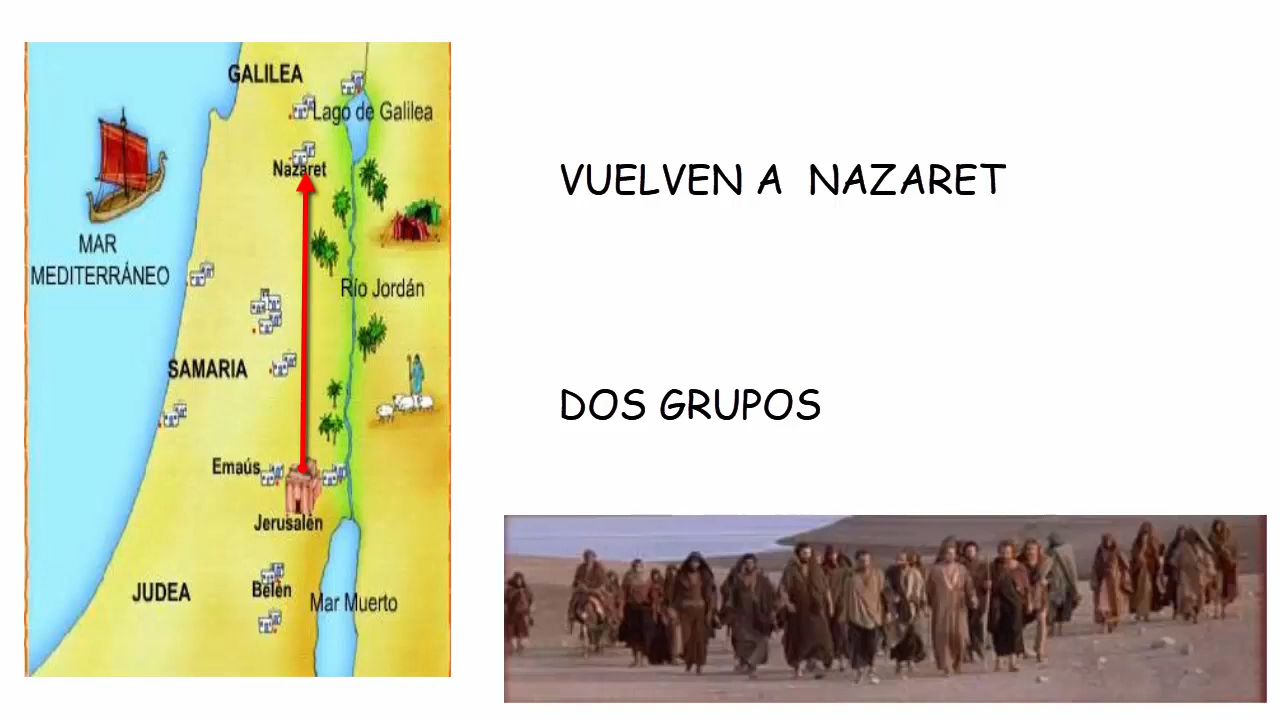 GALILEA
Lago de Galilea
Nazaret
MAR
MEDITERRÁNEO
Río Jordán
SAMARIA
Emaús
Jerusalén
JUDEA
Belén
Mar Muerto
VUELVEN A NAZARET
DOS GRUPOS